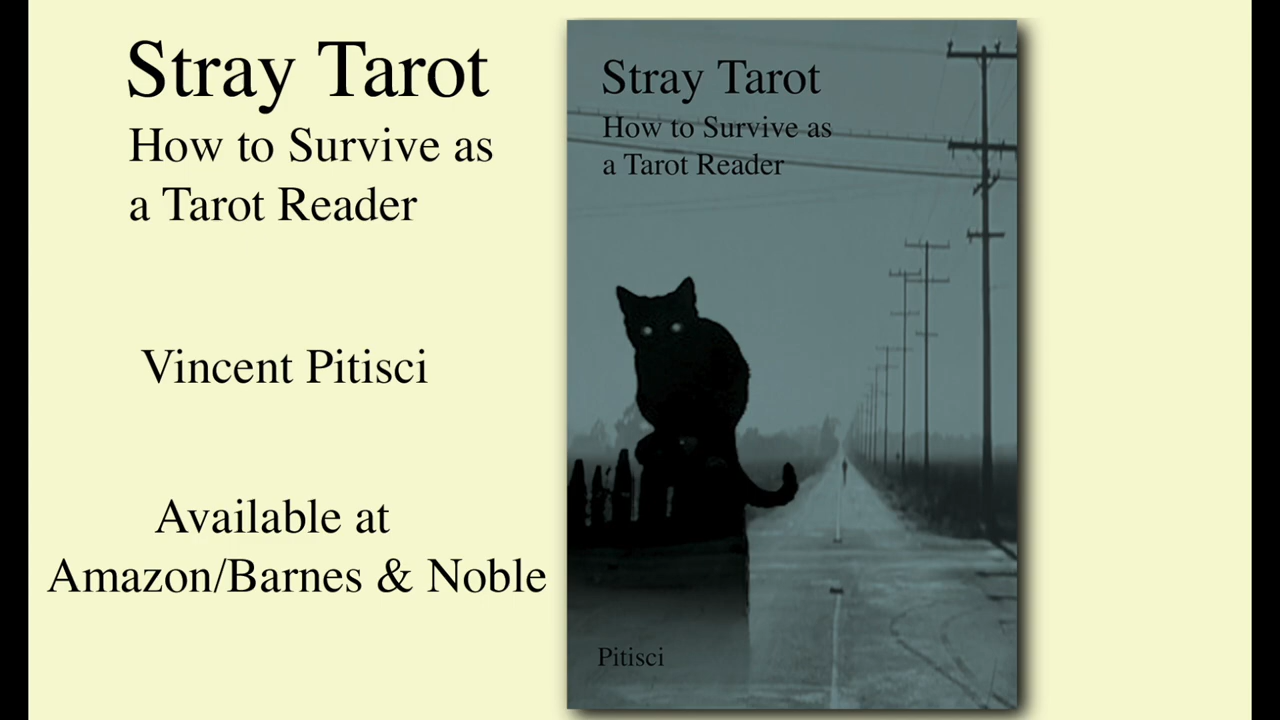 Stray Tarot
How to Survive as
a Tarot Reader
Vincent Pitisci
Available at
Amazon/Barnes & Noble
Stray Tarot
How to Survive as
a Tarot Reader
Pitisci